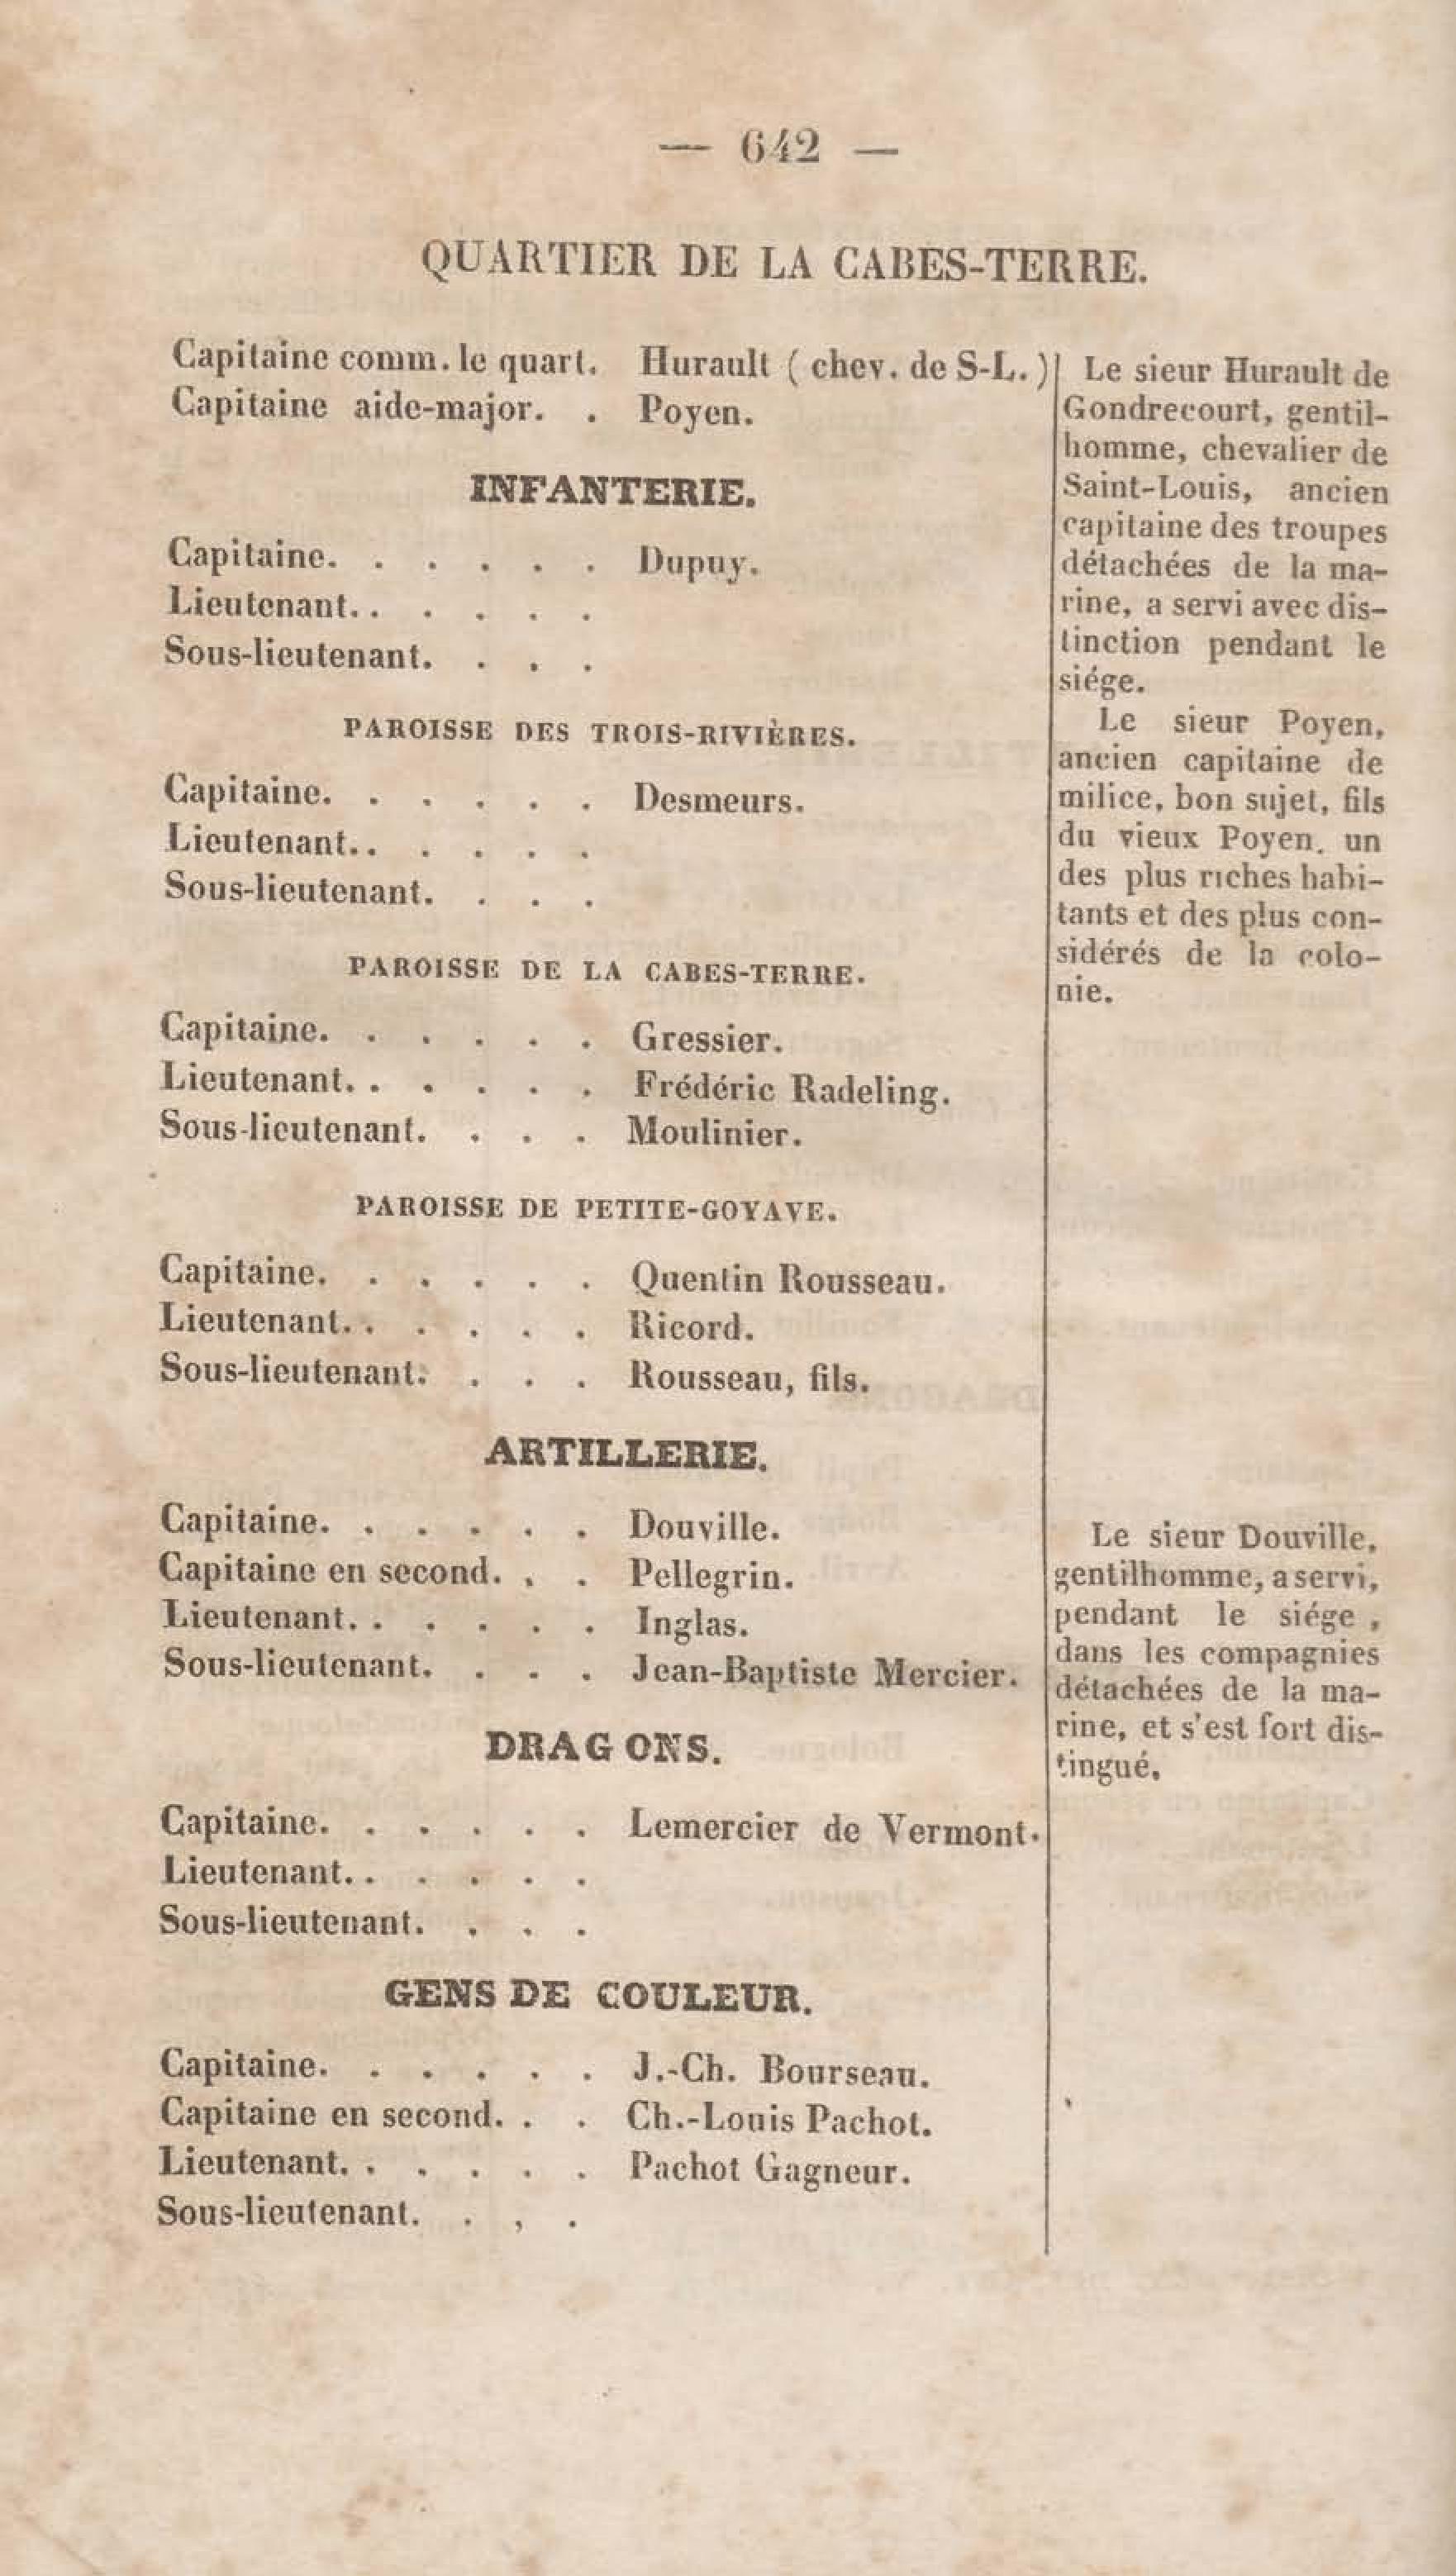 — 642 —
QUARTIER DE LA CABES-TERRE.
Capitaine comm. le quart. Hurault ( chev. de S-L. )
Capitaine aide-major. . Poyen.
INFANTERIE.
Capitaine. . . . . . Dupuy.
Lieutenant. . . . . .
Sous-lieutenant. . . .
PAROISSE DES TROIS-RIVIÈRES.
Capitaine. . . . . . Desmeurs.
Lieutenant. . . . . .
Sous-lieutenant. . . .
PAROISSE DE LA CABES-TERRE.
Capitaine. . . . . . Gressier.
Lieutenant. . . . . . Frédéric Radeling.
Sous-lieutenant. . . . Moulinier.
PAROISSE DE PETITE-GOYAVE.
Capitaine. . . . . . Quentin Rousseau.
Lieutenant. . . . . . Ricord.
Sous-lieutenant. . . . Rousseau, fils.
ARTILLERIE.
Capitaine. . . . . . Douville.
Capitaine en second. . . Pellegrin.
Lieutenant. . . . . . Inglas.
Sous-lieutenant. . . . Jean-Baptiste Mercier.
DRAGONS.
Capitaine. . . . . . Lemercier de Vermont.
Lieutenant. . . . . .
Sous-lieutenant. . . .
GENS DE COULEUR.
Capitaine. . . . . . J.-Ch. Bourseau.
Capitaine en second. . . Ch.-Louis Pachot.
Lieutenant. . . . . . Pachot Gagneur.
Sous-lieutenant. . , .
Le sieur Hurault de
Gondrecourt, gentil-
homme, chevalier de
Saint-Louis, ancien
capitaine des troupes
détachées de la ma-
rine, a servi avec dis-
tinction pendant le
siége.
Le sieur Poyen,
ancien capitaine de
milice, bon sujet, fils
du vieux Poyen, un
des plus riches habi-
tants et des plus con-
sidérés de la colo-
nie.
Le sieur Douville,
gentilhomme, a servi,
pendant le siége ,
dans les compagnies
détachées de la ma-
rine, et s'est fort dis-
tingué.